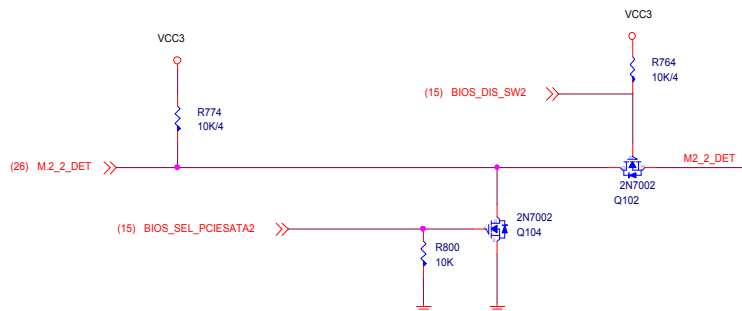 VCC3
VCC3
R764
10K/4
(15) BIOS_DIS_SW2
R774
10K/4
(26) M.2_2_DET
M2_2_DET
2N7002
Q102
2N7002
Q104
(15) BIOS_SEL_PCIESATA2
R800
10K